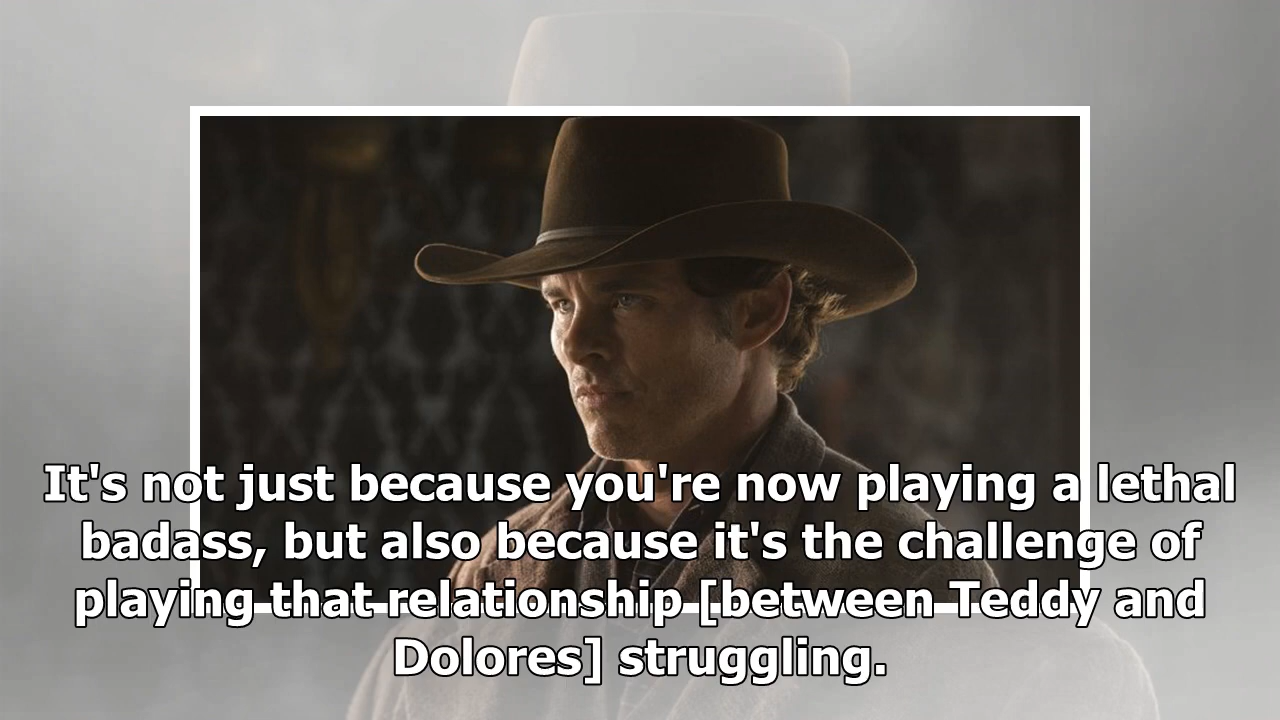 It's not just because you're now playing a lethal
badass, but also because it's the challenge of
playing that relationship [between Teddy and
Dolores] struggling.